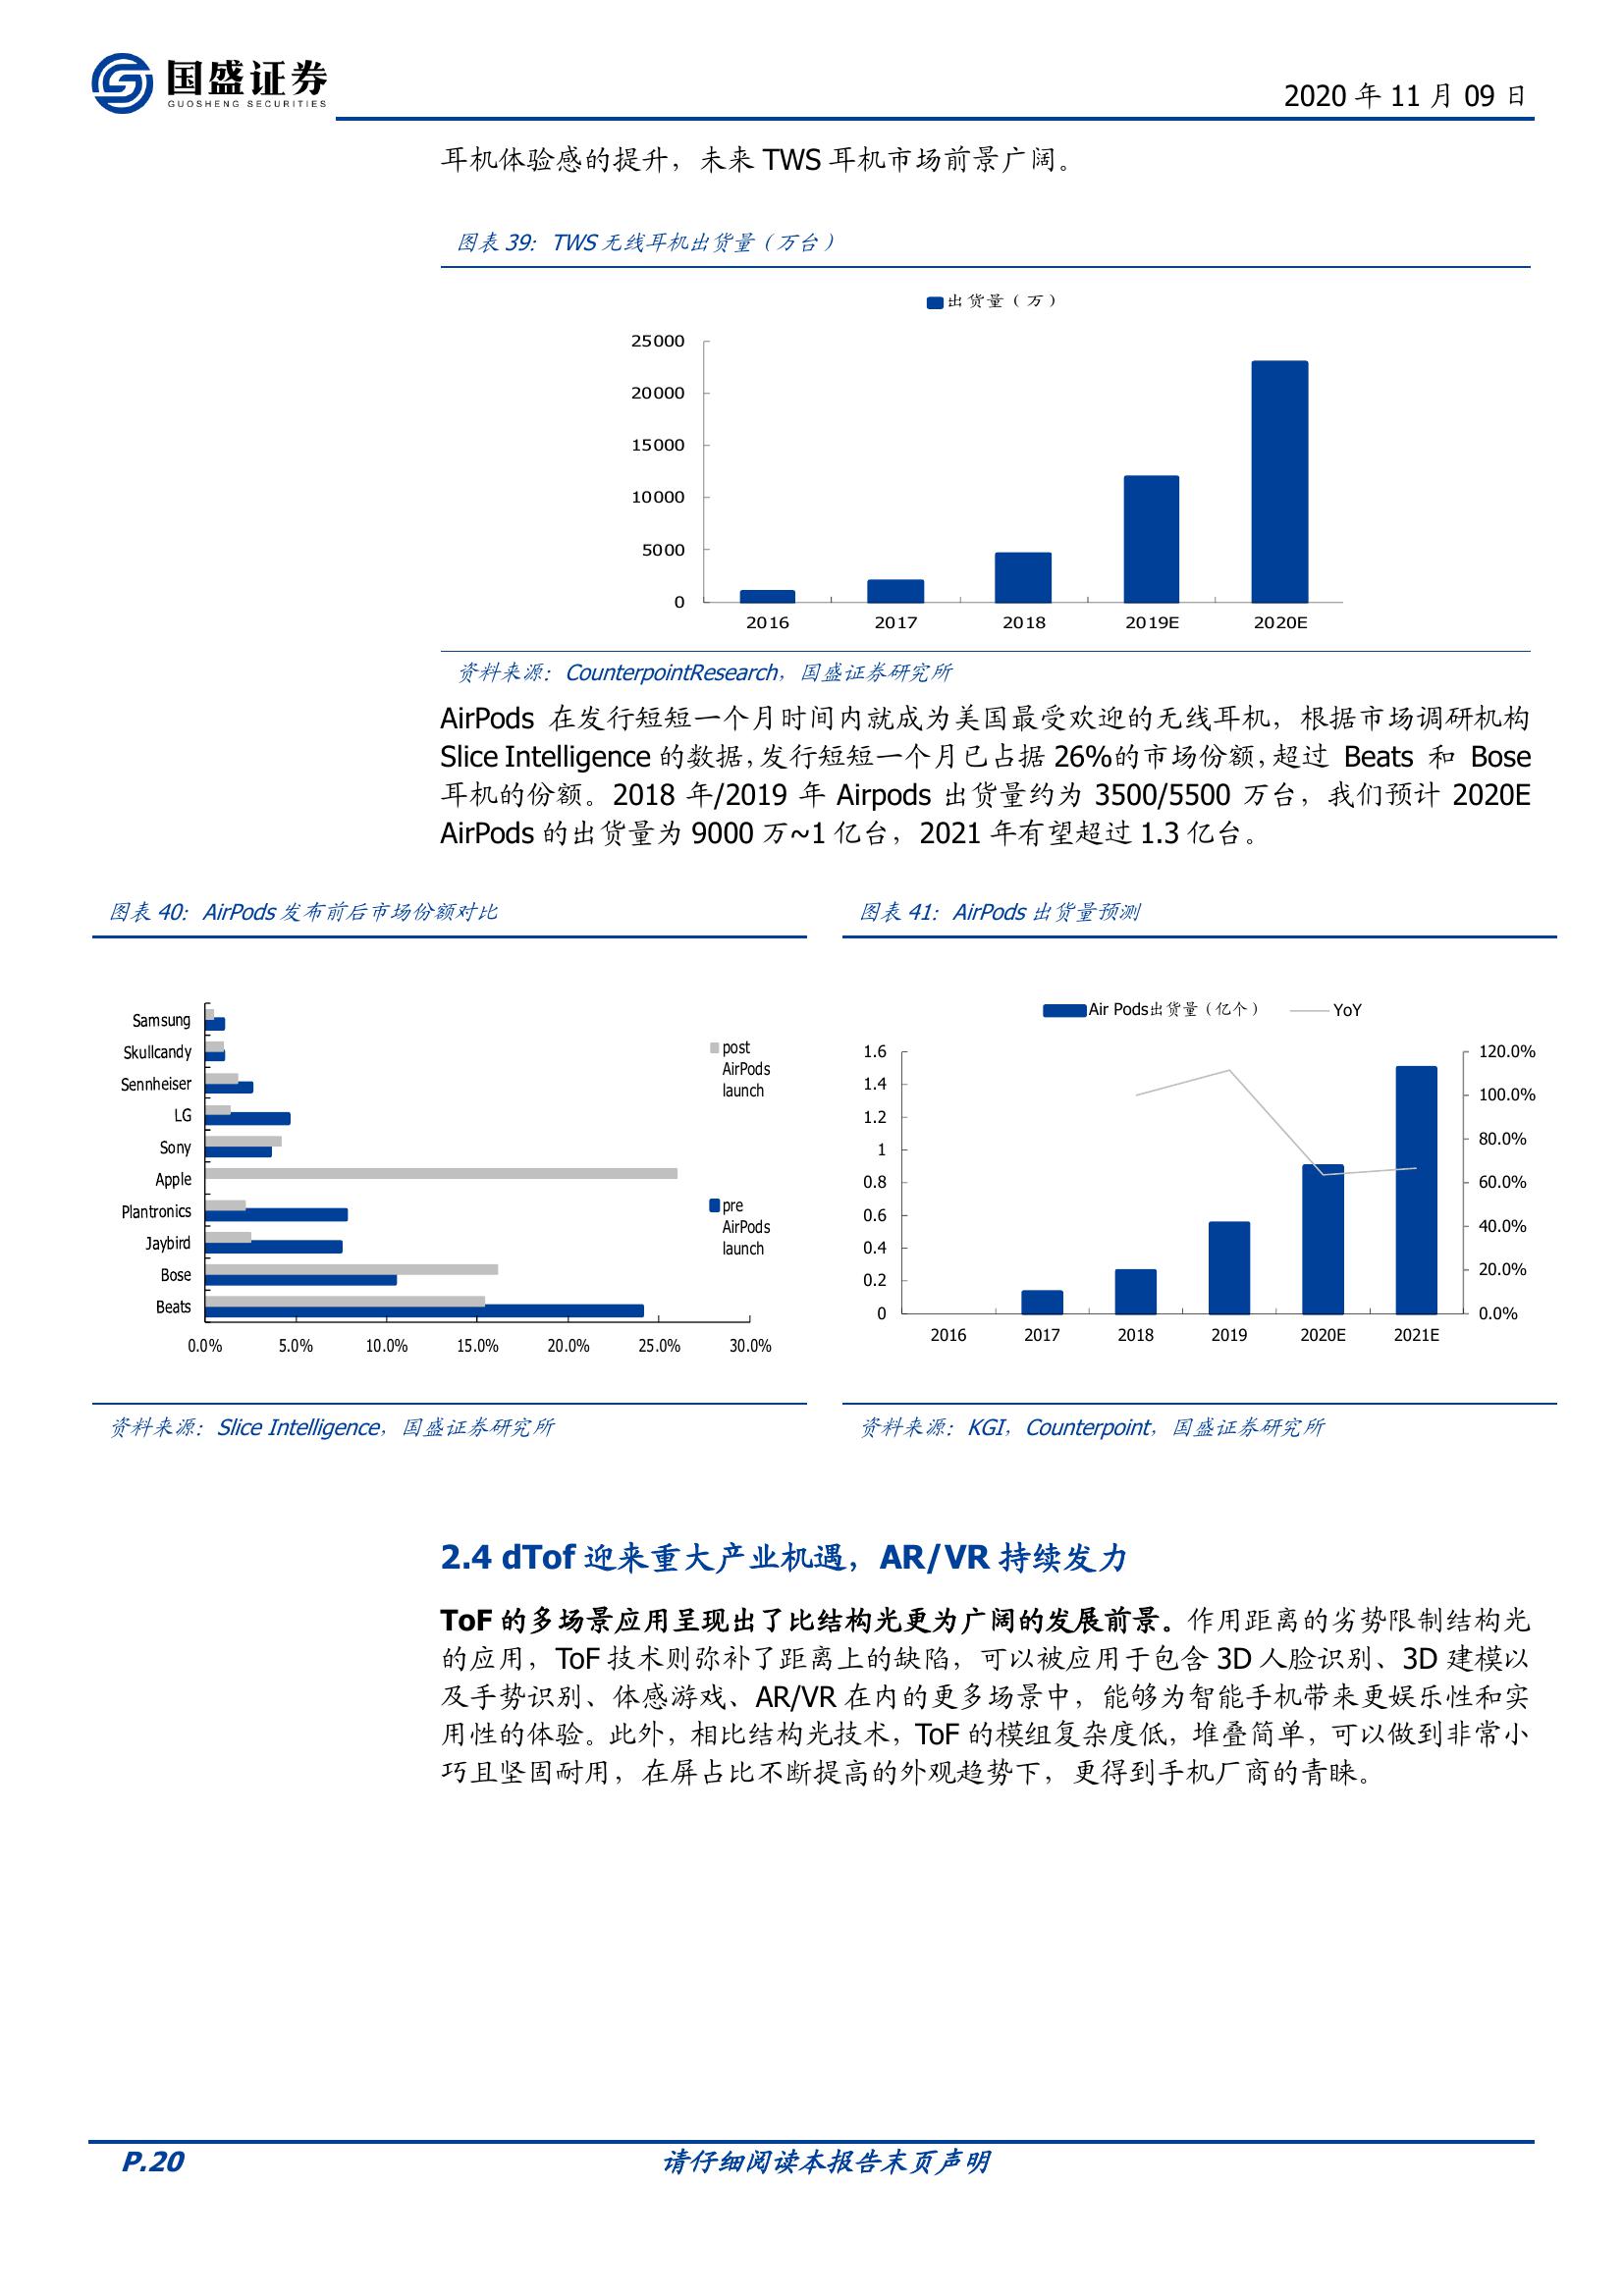 国盛证券
GUOSHENG SECURITIES
2020 年 11 月 09 日
耳机体验感的提升，未来 TWS 耳机市场前景广阔。
图表 39：TWS 无线耳机出货量（万台）
出货量（万）
25000
20000
15000
10000
5000
0
2016 2017 2018 2019E 2020E
资料来源：CounterpointResearch，国盛证券研究所
AirPods 在发行短短一个月时间内就成为美国最受欢迎的无线耳机，根据市场调研机构
Slice Intelligence 的数据，发行短短一个月已占据 26%的市场份额，超过 Beats 和 Bose
耳机的份额。2018 年/2019 年 Airpods 出货量约为 3500/5500 万台，我们预计 2020E
AirPods 的出货量为 9000 万~1 亿台，2021 年有望超过 1.3 亿台。
图表 40：AirPods 发布前后市场份额对比
Samsung
Skullcandy
Sennheiser
LG
Sony
Apple
Plantronics
Jaybird
Bose
Beats
0.0% 5.0% 10.0% 15.0% 20.0% 25.0% 30.0%
post
AirPods
launch
pre
AirPods
launch
资料来源：Slice Intelligence，国盛证券研究所
图表 41：AirPods 出货量预测
Air Pods出货量（亿个） YoY
1.6
1.4
1.2
1
0.8
0.6
0.4
0.2
0
120.0%
100.0%
80.0%
60.0%
40.0%
20.0%
0.0%
2016 2017 2018 2019 2020E 2021E
资料来源：KGI，Counterpoint，国盛证券研究所
2.4 dTof 迎来重大产业机遇，AR/VR 持续发力
ToF 的多场景应用呈现出了比结构光更为广阔的发展前景。作用距离的劣势限制结构光
的应用，ToF 技术则弥补了距离上的缺陷，可以被应用于包含 3D 人脸识别、3D 建模以
及手势识别、体感游戏、AR/VR 在内的更多场景中，能够为智能手机带来更娱乐性和实
用性的体验。此外，相比结构光技术，ToF 的模组复杂度低，堆叠简单，可以做到非常小
巧且坚固耐用，在屏占比不断提高的外观趋势下，更得到手机厂商的青睐。
P.20
请仔细阅读本报告末页声明